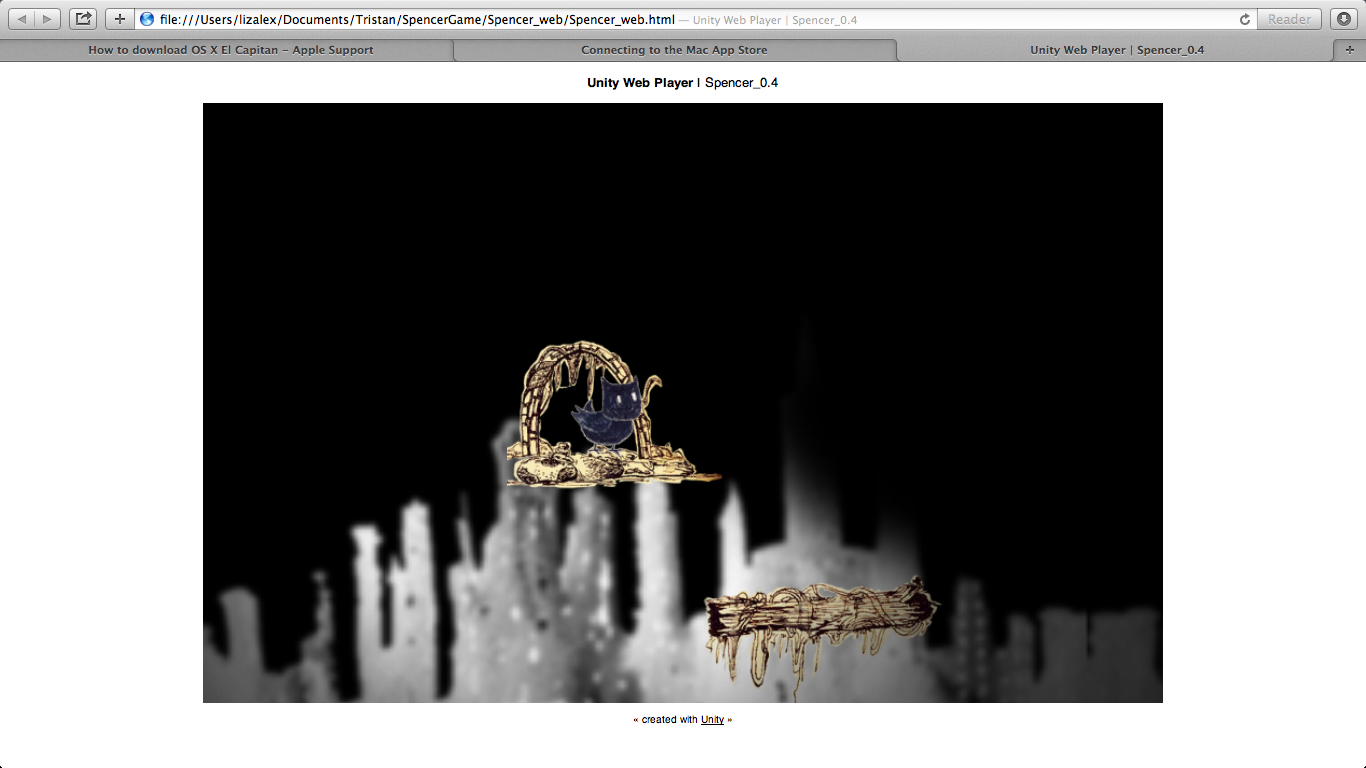 file:///Users/lizalex/Documents/Tristan/SpencerGame/Spencer_web/Spencer_web.html — Unity Web Player | Spencer_0.4
Reader
How to download OS X El Capitan – Apple Support
Connecting to the Mac App Store
Unity Web Player | Spencer_0.4
Unity Web Player | Spencer_0.4
« created with Unity »